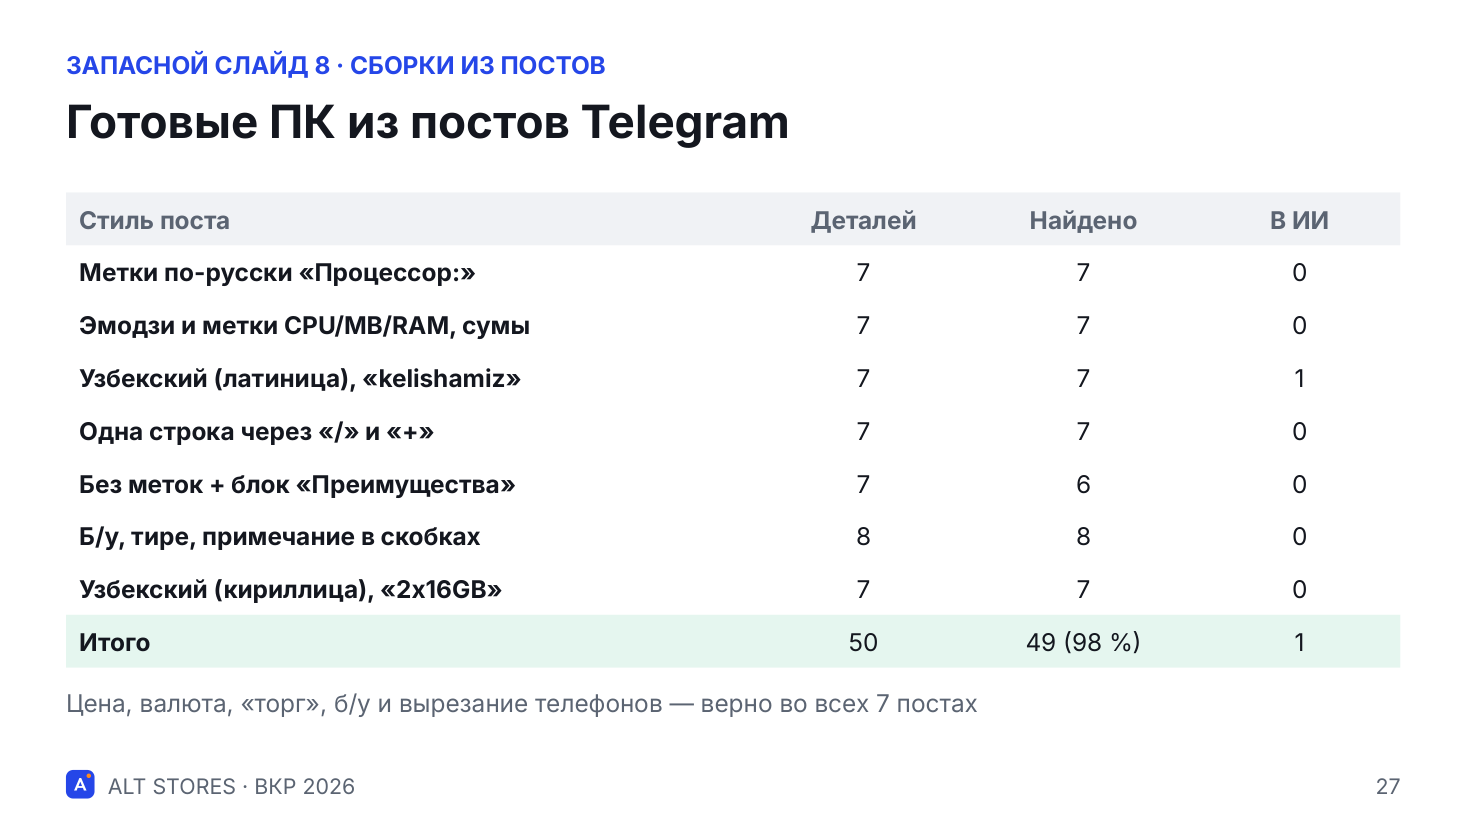 ЗАПАСНОЙ СЛАЙД 8 · СБОРКИ ИЗ ПОСТОВ
Готовые ПК из постов Telegram
Стиль поста Деталей Найдено В ИИ
Метки по-русски «Процессор:» 7 7 0
Эмодзи и метки CPU/MB/RAM, сумы 7 7 0
Узбекский (латиница), «kelishamiz» 7 7 1
Одна строка через «/» и «+» 7 7 0
Без меток + блок «Преимущества» 7 6 0
Б/у, тире, примечание в скобках 8 8 0
Узбекский (кириллица), «2x16GB» 7 7 0
Итого 50 49 (98 %) 1
Цена, валюта, «торг», б/у и вырезание телефонов — верно во всех 7 постах
A ALT STORES · ВКР 2026 27